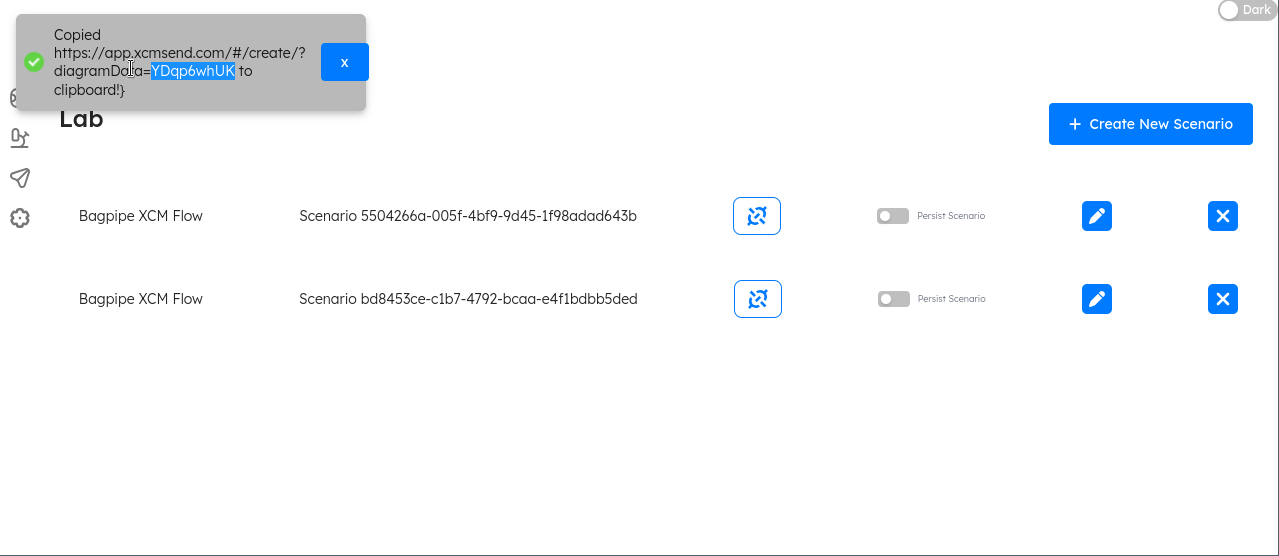 Dark
Copied
https://app.xcmsend.com/#/create/?
diagramData=YDqp6whUK to
clipboard!}
x
Lab
+ Create New Scenario
Bagpipe XCM Flow
Scenario 5504266a-005f-4bf9-9d45-1f98adad643b
Persist Scenario
Bagpipe XCM Flow
Scenario bd8453ce-c1b7-4792-bcaa-e4f1bdbb5ded
Persist Scenario